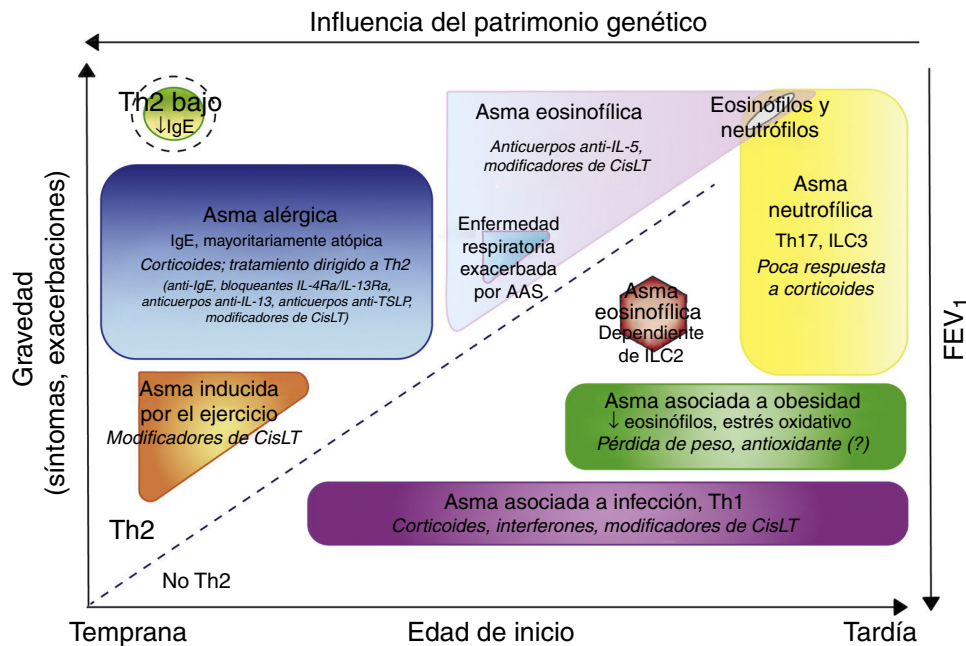 Influencia del patrimonio genético
Gravedad
(síntomas, exacerbaciones)
Th2 bajo
↓IgE
Asma alérgica
IgE, mayoritariamente atópica
Corticoides; tratamiento dirigido a Th2
(anti-IgE, bloqueantes IL-4Ra/IL-13Ra,
anticuerpos anti-IL-13, anticuerpos anti-TSLP,
modificadores de CisLT)
Asma inducida
por el ejercicio
Modificadores de CisLT
Th2
No Th2
Asma eosinofílica
Anticuerpos anti-IL-5,
modificadores de CisLT
Enfermedad
respiratoria
exacerbada
por AAS
Eosinófilos y
neutrófilos
Asma
neutrofílica
Th17, ILC3
Poca respuesta
a corticoides
Asma
eosinofílica
Dependiente
de ILC2
Asma asociada a obesidad
↓ eosinófilos, estrés oxidativo
Pérdida de peso, antioxidante (?)
Asma asociada a infección, Th1
Corticoides, interferones, modificadores de CisLT
FEV1
Temprana
Edad de inicio
Tardía